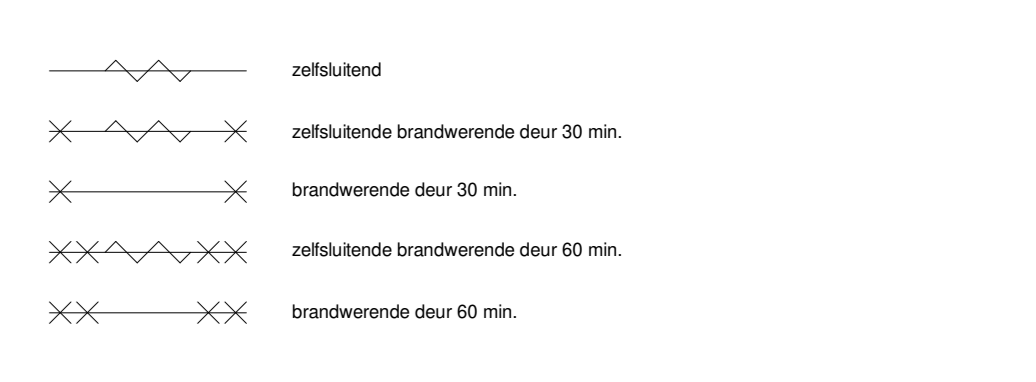 zelfsluitend
zelfsluitende brandwerende deur 30 min.
brandwerende deur 30 min.
zelfsluitende brandwerende deur 60 min.
brandwerende deur 60 min.